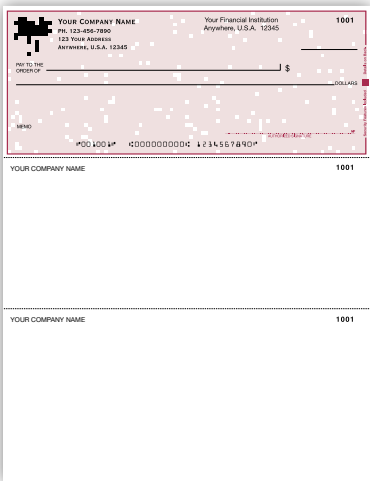 YOUR COMPANY NAME
PH. 123-456-7890
123 YOUR ADDRESS
ANYWHERE, U.S.A. 12345
Your Financial Institution
Anywhere, U.S.A. 12345
1001
PAY TO THE
ORDER OF
$
DOLLARS
MEMO
⑈001001⑈ ⑆000000000⑆ 1234567890⑈
YOUR COMPANY NAME 1001
YOUR COMPANY NAME 1001